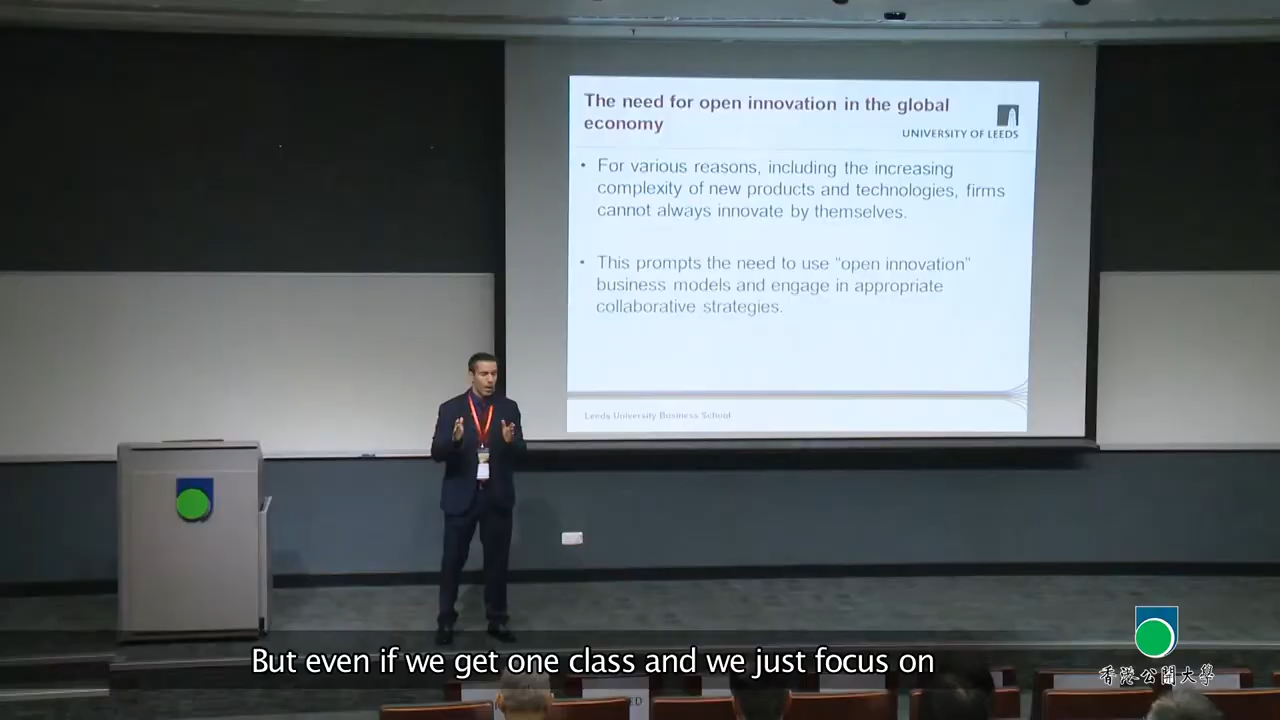 The need for open innovation in the global
economy
UNIVERSITY OF LEEDS
• For various reasons, including the increasing
complexity of new products and technologies, firms
cannot always innovate by themselves.
• This prompts the need to use “open innovation”
business models and engage in appropriate
collaborative strategies.
Leeds University Business School
But even if we get one class and we just focus on
香港公開大學